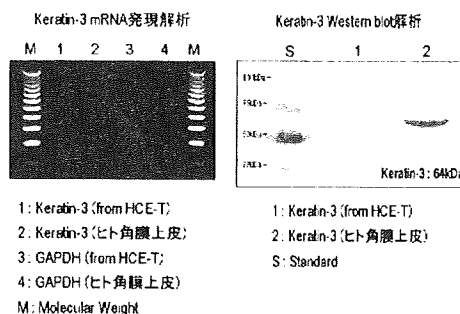 Keratin-3 mRNA発現解析
M 1 2 3 4 M
1: Keratin-3 (from HCE-T)
2: Keratin-3 (ヒト角膜上皮)
3: GAPDH (from HCE-T)
4: GAPDH (ヒト角膜上皮)
M: Molecular Weight
Keratin-3 Western blot解析
S 1 2
75kDa-
50kDa-
Keratin-3: 64kDa
1: Keratin-3 (from HCE-T)
2: Keratin-3 (ヒト角膜上皮)
S: Standard